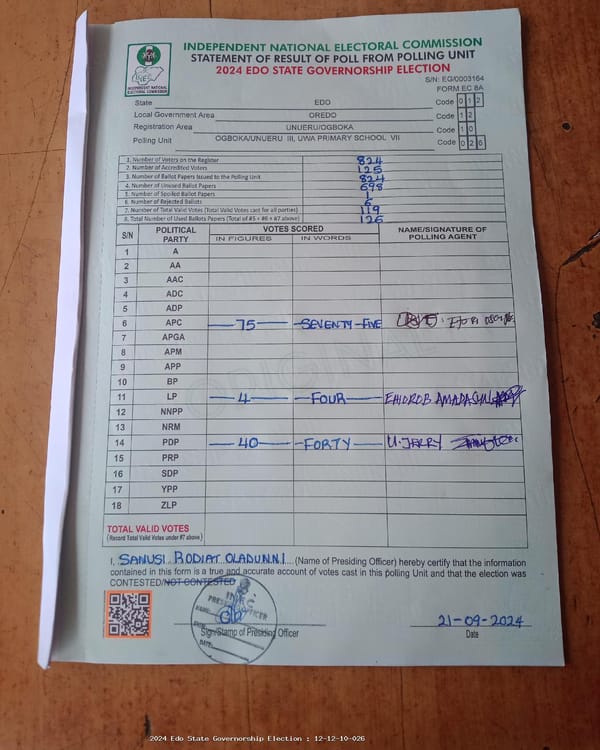 INDEPENDENT NATIONAL ELECTORAL COMMISSION
STATEMENT OF RESULT OF POLL FROM POLLING UNIT
2024 EDO STATE GOVERNORSHIP ELECTION
INEC
INDEPENDENT NATIONAL ELECTORAL COMMISSION
S/N: EG/0003164
FORM EC 8A
State EDO Code 0 1 2
Local Government Area OREDO Code 1 2
Registration Area UNUERU/OGBOKA Code 1 0
Polling Unit OGBOKA/UNUERU III, UWA PRIMARY SCHOOL VII Code 0 2 6
1. Number of Voters on the Register 824
2. Number of Accredited Voters 125
3. Number of Ballot Papers Issued to the Polling Unit 824
4. Number of Unused Ballot Papers 698
5. Number of Spoiled Ballot Papers 1
6. Number of Rejected Ballots 6
7. Number of Total Valid Votes (Total Valid Votes cast for all parties) 119
8. Total Number of Used Ballots Papers (Total of #5 + #6 + #7 above) 126
S/N POLITICAL PARTY VOTES SCORED NAME/SIGNATURE OF POLLING AGENT
IN FIGURES IN WORDS
1 A
2 AA
3 AAC
4 ADC
5 ADP
6 APC 75 SEVENTY-FIVE
7 APGA
8 APM
9 APP
10 BP
11 LP 4 FOUR EHIOROB AMADASUN
12 NNPP
13 NRM
14 PDP 40 FORTY U. JERRY
15 PRP
16 SDP
17 YPP
18 ZLP
TOTAL VALID VOTES
(Record Total Valid Votes under #7 above)
I, SANUSI RODIAT OLADUNNI (Name of Presiding Officer) hereby certify that the information
contained in this form is a true and accurate account of votes cast in this polling Unit and that the election was
CONTESTED/NOT CONTESTED
INEC
PRESIDING OFFICER
NAME:
SIGN:
DATE:
Sign/Stamp of Presiding Officer
21-09-2024
Date
2024 Edo State Governorship Election : 12-12-10-026